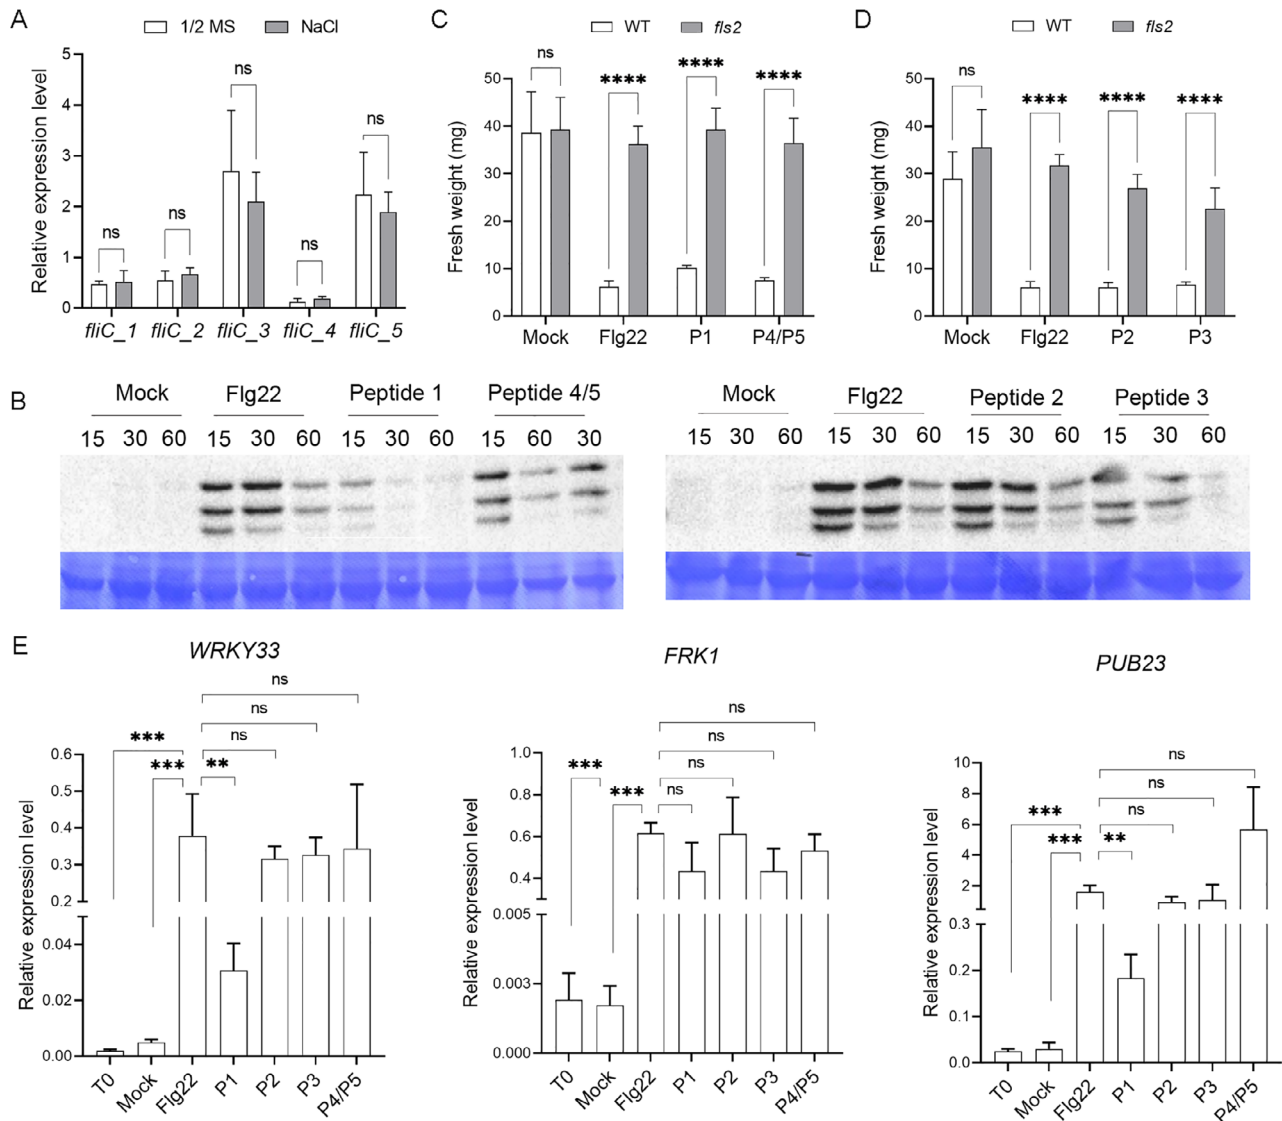 A
1/2 MS NaCl
Relative expression level
5
4
3
2
1
0
ns ns ns ns ns
fliC_1 fliC_2 fliC_3 fliC_4 fliC_5
C
WT fls2
Fresh weight (mg)
50
40
30
20
10
0
ns **** **** ****
Mock Flg22 P1 P4/P5
D
WT fls2
Fresh weight (mg)
50
40
30
20
10
0
ns **** **** ****
Mock Flg22 P2 P3
B
Mock Flg22 Peptide 1 Peptide 4/5
15 30 60 15 30 60 15 30 60 15 60 30
Mock Flg22 Peptide 2 Peptide 3
15 30 60 15 30 60 15 30 60 15 30 60
E
WRKY33
Relative expression level
0.6
0.5
0.4
0.3
0.2
0.04
0.02
0.00
ns
ns
*** ns
*** **
T0 Mock Flg22 P1 P2 P3 P4/P5
FRK1
Relative expression level
1.0
0.8
0.6
0.4
0.005
0.003
0.000
ns
ns
*** ns
*** ns
T0 Mock Flg22 P1 P2 P3 P4/P5
PUB23
Relative expression level
10
8
6
4
2
0.3
0.2
0.1
0.0
ns
ns
*** ns
*** **
T0 Mock Flg22 P1 P2 P3 P4/P5